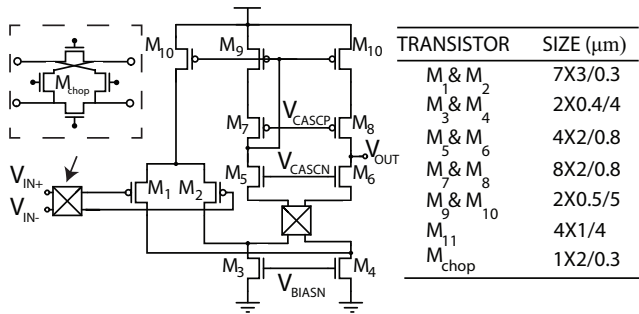 M10
M9
M10
Mchop
M7
VCASCP
M8
VOUT
M5
VCASCN
M6
VIN+
VIN-
M1
M2
M3
VBIASN
M4
TRANSISTOR SIZE (μm)
M1 & M2 7X3/0.3
M3 & M4 2X0.4/4
M5 & M6 4X2/0.8
M7 & M8 8X2/0.8
M9 & M10 2X0.5/5
M11 4X1/4
Mchop 1X2/0.3